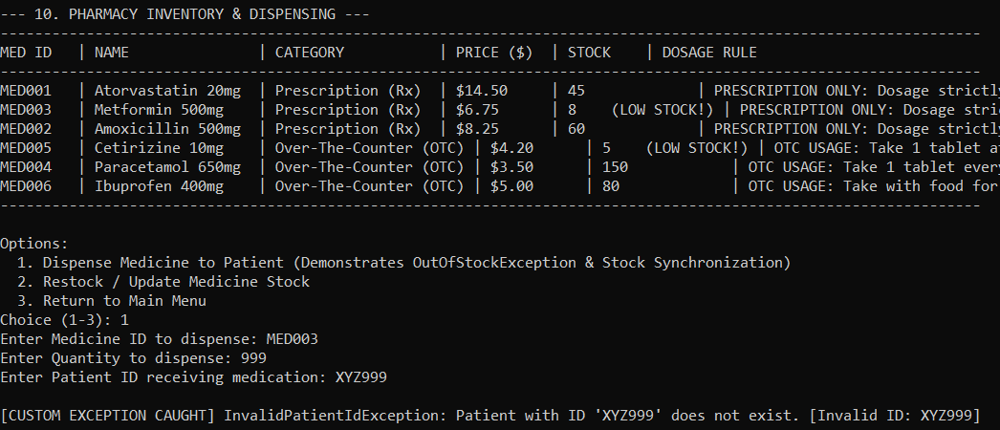 --- 10. PHARMACY INVENTORY & DISPENSING ---
------------------------------------------------------------------------------------------------------------------
MED ID   | NAME               | CATEGORY           | PRICE ($)  | STOCK    | DOSAGE RULE
------------------------------------------------------------------------------------------------------------------
MED001   | Atorvastatin 20mg  | Prescription (Rx)  | $14.50     | 45             | PRESCRIPTION ONLY: Dosage strictly
MED003   | Metformin 500mg    | Prescription (Rx)  | $6.75      | 8    (LOW STOCK!) | PRESCRIPTION ONLY: Dosage stri
MED002   | Amoxicillin 500mg  | Prescription (Rx)  | $8.25      | 60             | PRESCRIPTION ONLY: Dosage strictly
MED005   | Cetirizine 10mg    | Over-The-Counter (OTC) | $4.20      | 5    (LOW STOCK!) | OTC USAGE: Take 1 tablet a
MED004   | Paracetamol 650mg  | Over-The-Counter (OTC) | $3.50      | 150            | OTC USAGE: Take 1 tablet every
MED006   | Ibuprofen 400mg    | Over-The-Counter (OTC) | $5.00      | 80             | OTC USAGE: Take with food for
------------------------------------------------------------------------------------------------------------------
Options:
  1. Dispense Medicine to Patient (Demonstrates OutOfStockException & Stock Synchronization)
  2. Restock / Update Medicine Stock
  3. Return to Main Menu
Choice (1-3): 1
Enter Medicine ID to dispense: MED003
Enter Quantity to dispense: 999
Enter Patient ID receiving medication: XYZ999
[CUSTOM EXCEPTION CAUGHT] InvalidPatientIdException: Patient with ID 'XYZ999' does not exist. [Invalid ID: XYZ999]